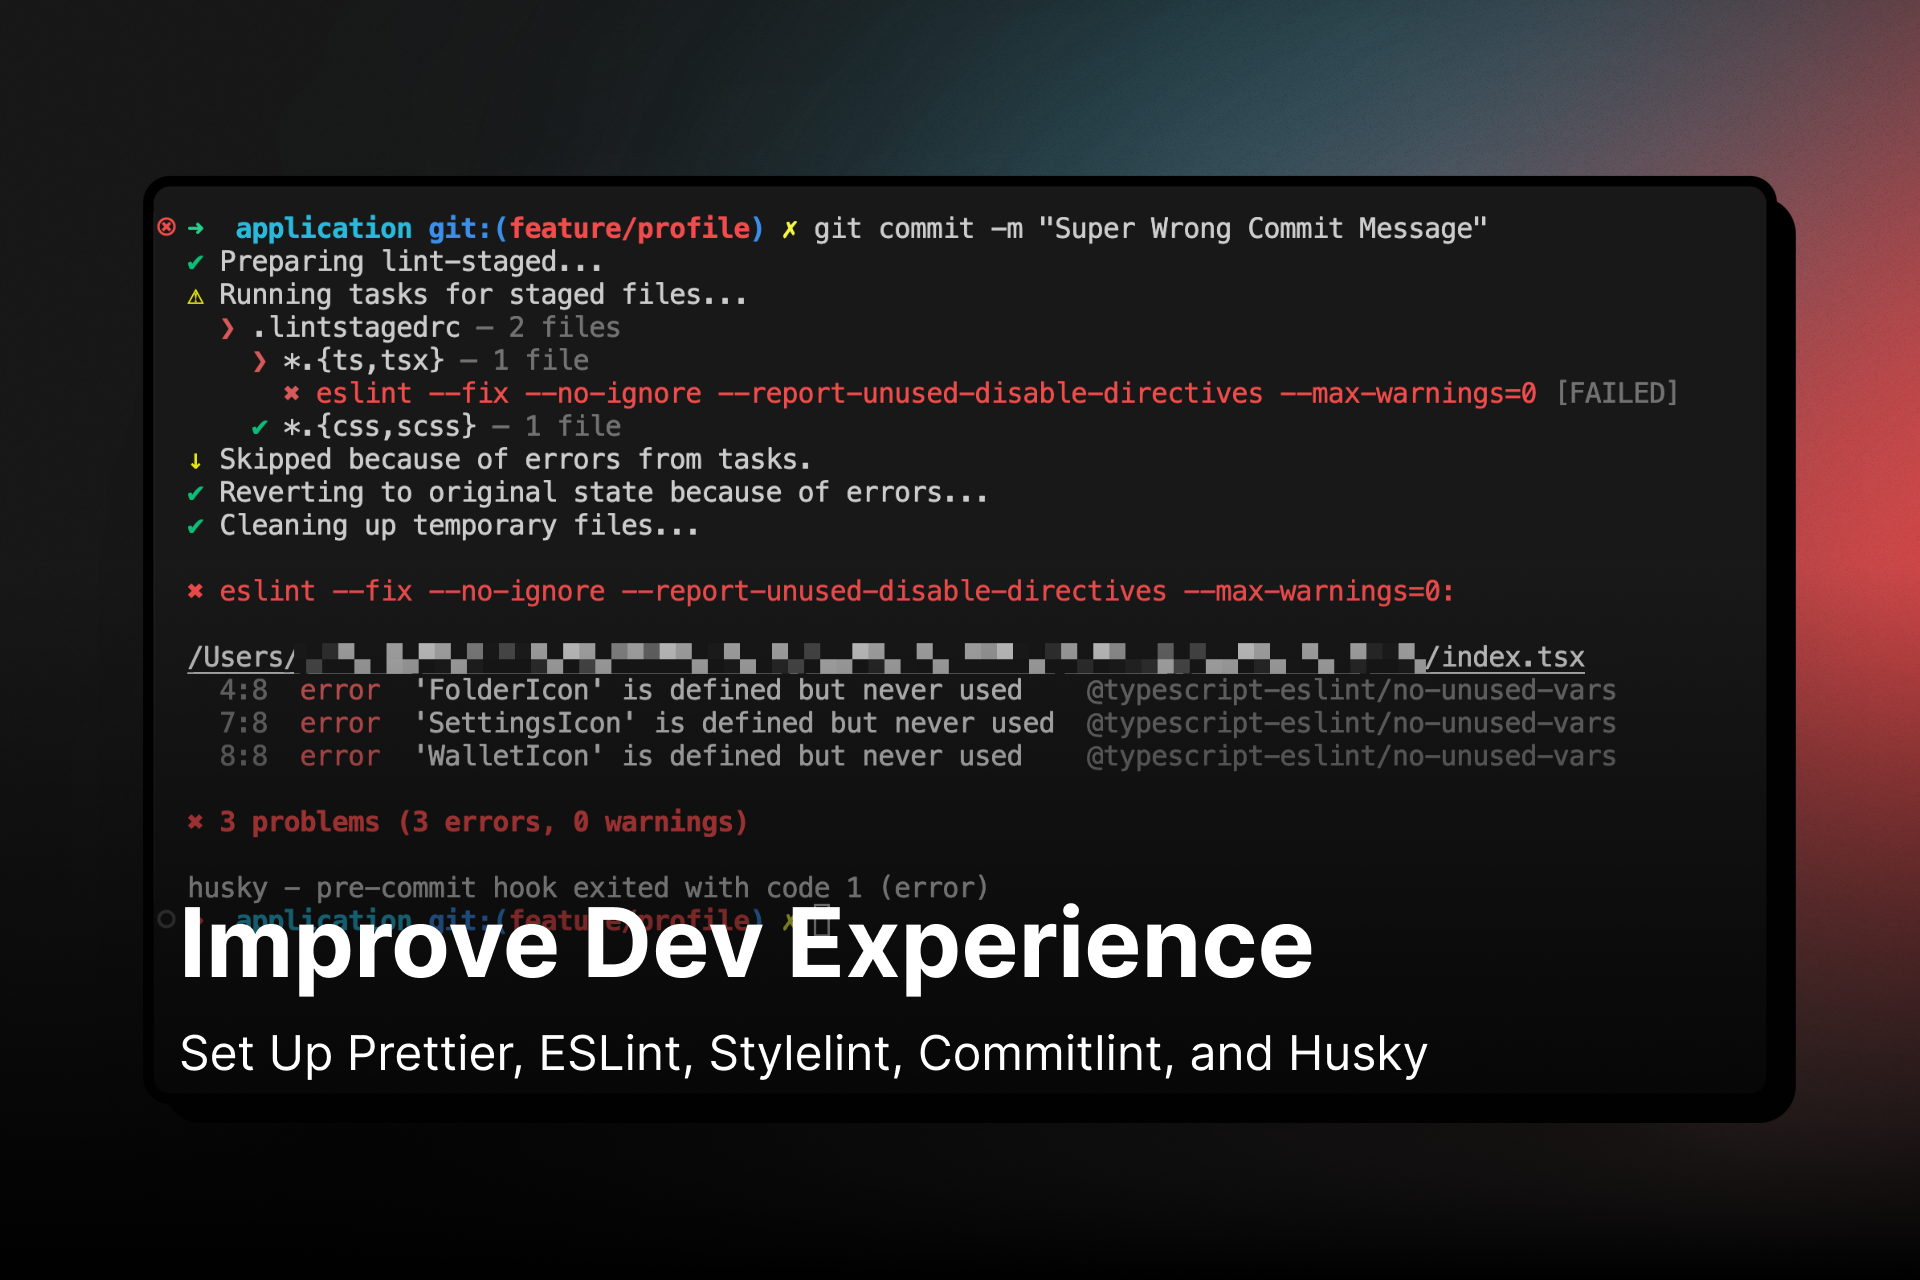 ➜ application git:(feature/profile) ✗ git commit -m "Super Wrong Commit Message"
✔ Preparing lint-staged...
⚠ Running tasks for staged files...
❯ .lintstagedrc — 2 files
❯ *.{ts,tsx} — 1 file
✖ eslint --fix --no-ignore --report-unused-disable-directives --max-warnings=0 [FAILED]
✔ *.{css,scss} — 1 file
↓ Skipped because of errors from tasks.
✔ Reverting to original state because of errors...
✔ Cleaning up temporary files...
✖ eslint --fix --no-ignore --report-unused-disable-directives --max-warnings=0:
/Users/ /index.tsx
4:8 error 'FolderIcon' is defined but never used @typescript-eslint/no-unused-vars
7:8 error 'SettingsIcon' is defined but never used @typescript-eslint/no-unused-vars
8:8 error 'WalletIcon' is defined but never used @typescript-eslint/no-unused-vars
✖ 3 problems (3 errors, 0 warnings)
husky - pre-commit hook exited with code 1 (error)
application git:(feature/profile) ✗
Improve Dev Experience
Set Up Prettier, ESLint, Stylelint, Commitlint, and Husky